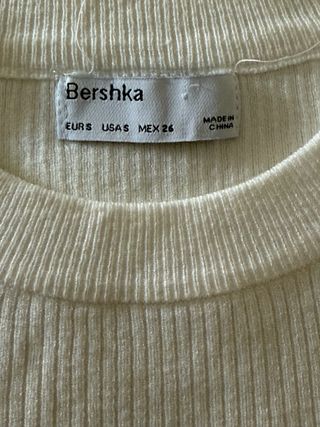 Bershka
EUR S USA S MEX 26
MADE IN
CHINA